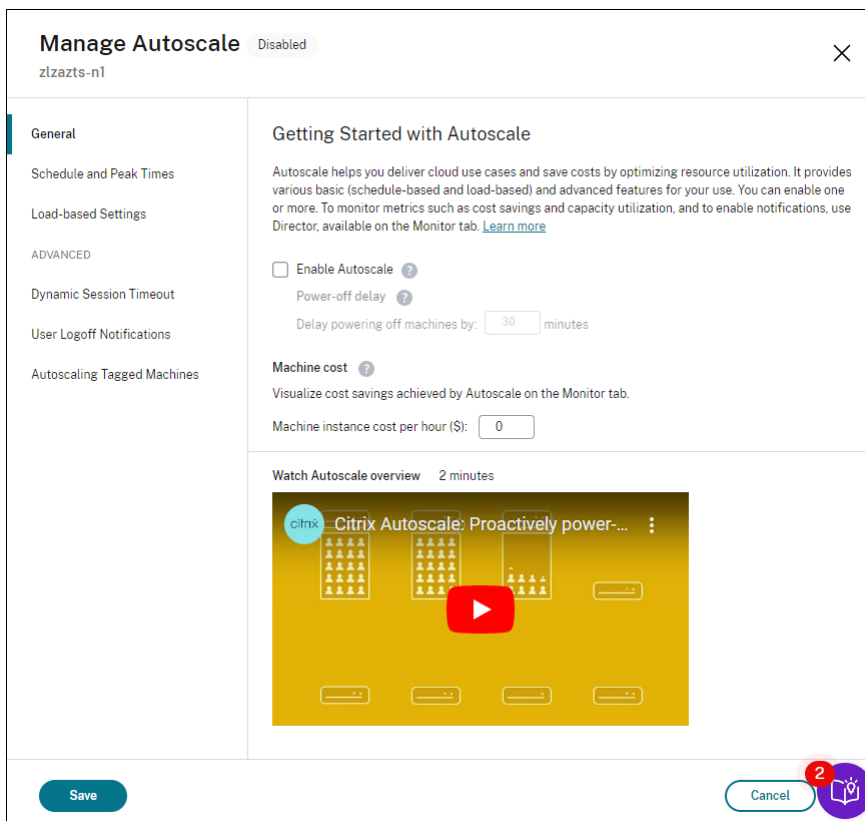 Manage Autoscale Disabled
zlzazts-n1
General
Schedule and Peak Times
Load-based Settings
ADVANCED
Dynamic Session Timeout
User Logoff Notifications
Autoscaling Tagged Machines
Getting Started with Autoscale
Autoscale helps you deliver cloud use cases and save costs by optimizing resource utilization. It provides
various basic (schedule-based and load-based) and advanced features for your use. You can enable one
or more. To monitor metrics such as cost savings and capacity utilization, and to enable notifications, use
Director, available on the Monitor tab. Learn more
Enable Autoscale ?
Power-off delay ?
Delay powering off machines by: 30 minutes
Machine cost ?
Visualize cost savings achieved by Autoscale on the Monitor tab.
Machine instance cost per hour ($): 0
Watch Autoscale overview 2 minutes
citrix Citrix Autoscale: Proactively power-...
Save
Cancel
2